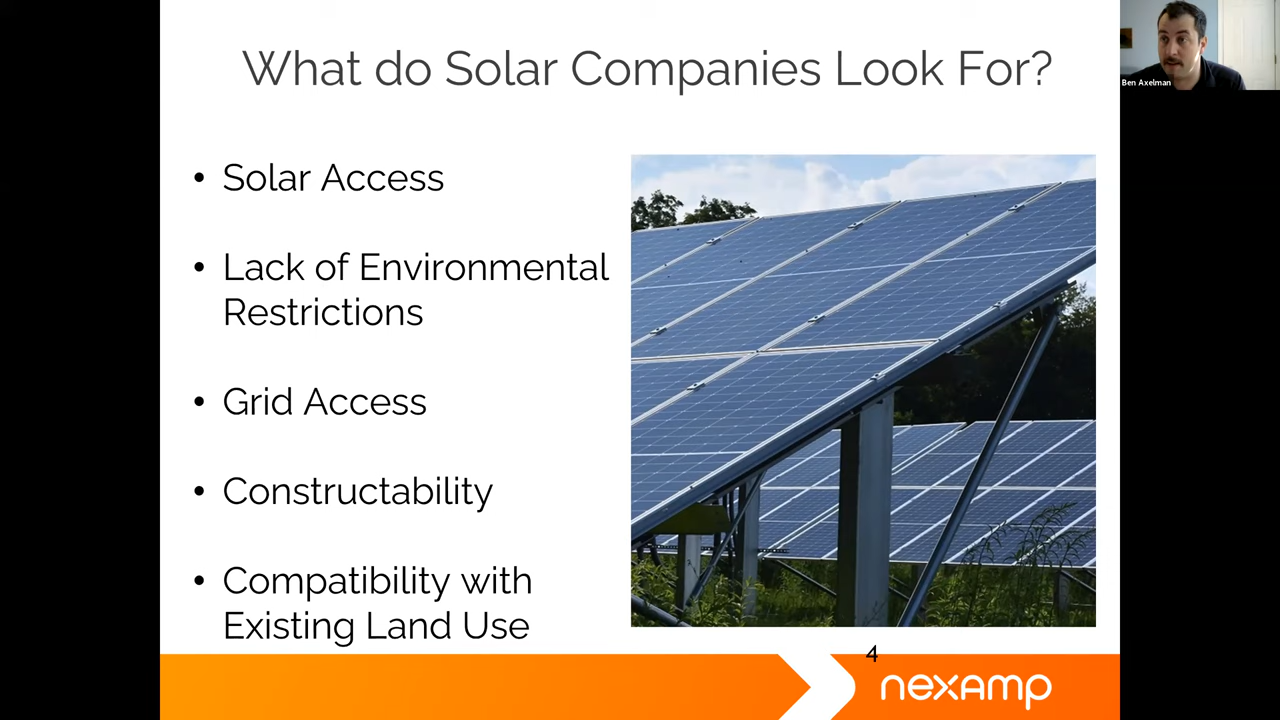 What do Solar Companies Look For?
Ben Axelman
• Solar Access
• Lack of Environmental
Restrictions
• Grid Access
• Constructability
• Compatibility with
Existing Land Use
4
nexamp